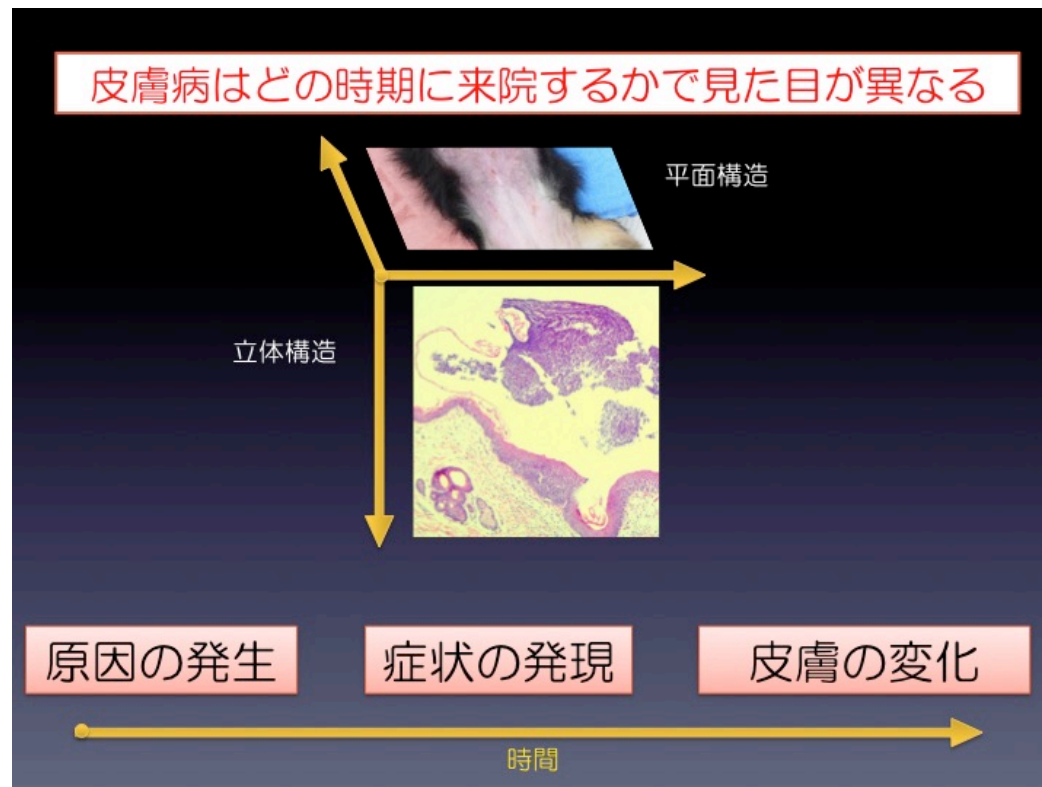 皮膚病はどの時期に来院するかで見た目が異なる
平面構造
立体構造
原因の発生
症状の発現
皮膚の変化
時間